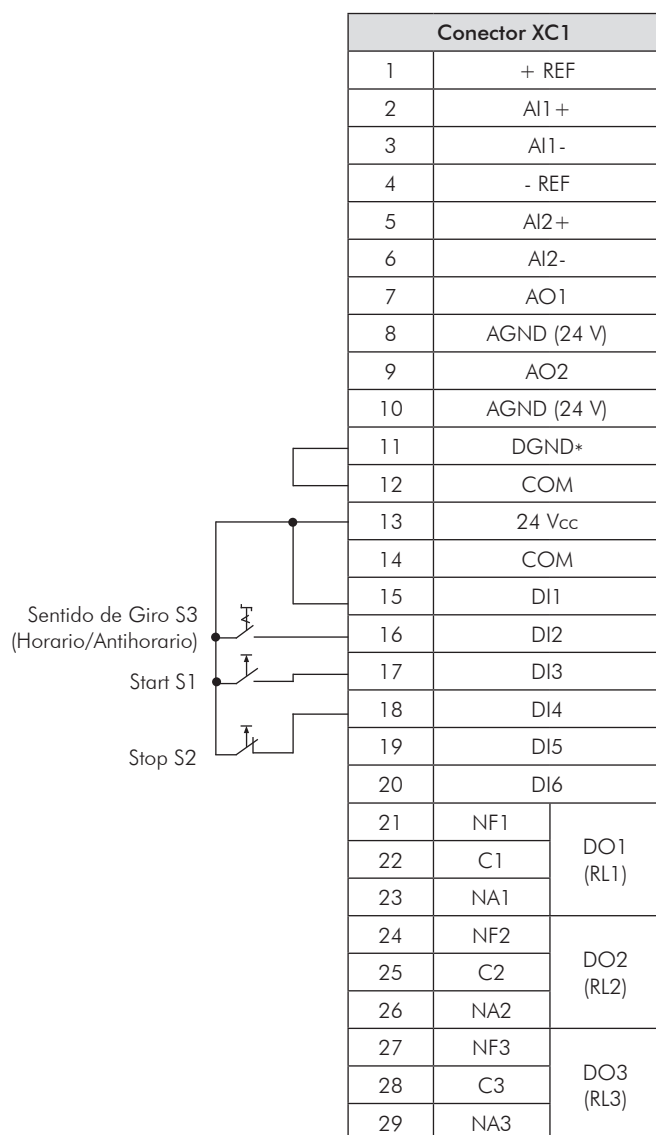 Conector XC1
1 + REF
2 AI1+
3 AI1-
4 - REF
5 AI2+
6 AI2-
7 AO1
8 AGND (24 V)
9 AO2
10 AGND (24 V)
11 DGND*
12 COM
13 24 Vcc
14 COM
15 DI1
Sentido de Giro S3
(Horario/Antihorario)
16 DI2
Start S1
17 DI3
18 DI4
Stop S2
19 DI5
20 DI6
21 NF1
22 C1
23 NA1
DO1
(RL1)
24 NF2
25 C2
26 NA2
DO2
(RL2)
27 NF3
28 C3
29 NA3
DO3
(RL3)